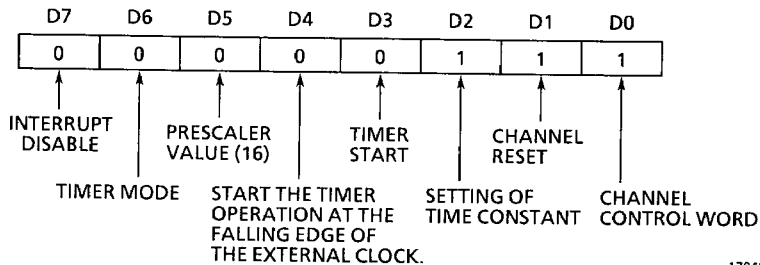 D7 D6 D5 D4 D3 D2 D1 D0
0 0 0 0 0 1 1 1
INTERRUPT
DISABLE
PRESCALER
VALUE (16)
TIMER
START
CHANNEL
RESET
TIMER MODE
START THE TIMER
OPERATION AT THE
FALLING EDGE OF
THE EXTERNAL CLOCK.
SETTING OF
TIME CONSTANT
CHANNEL
CONTROL WORD